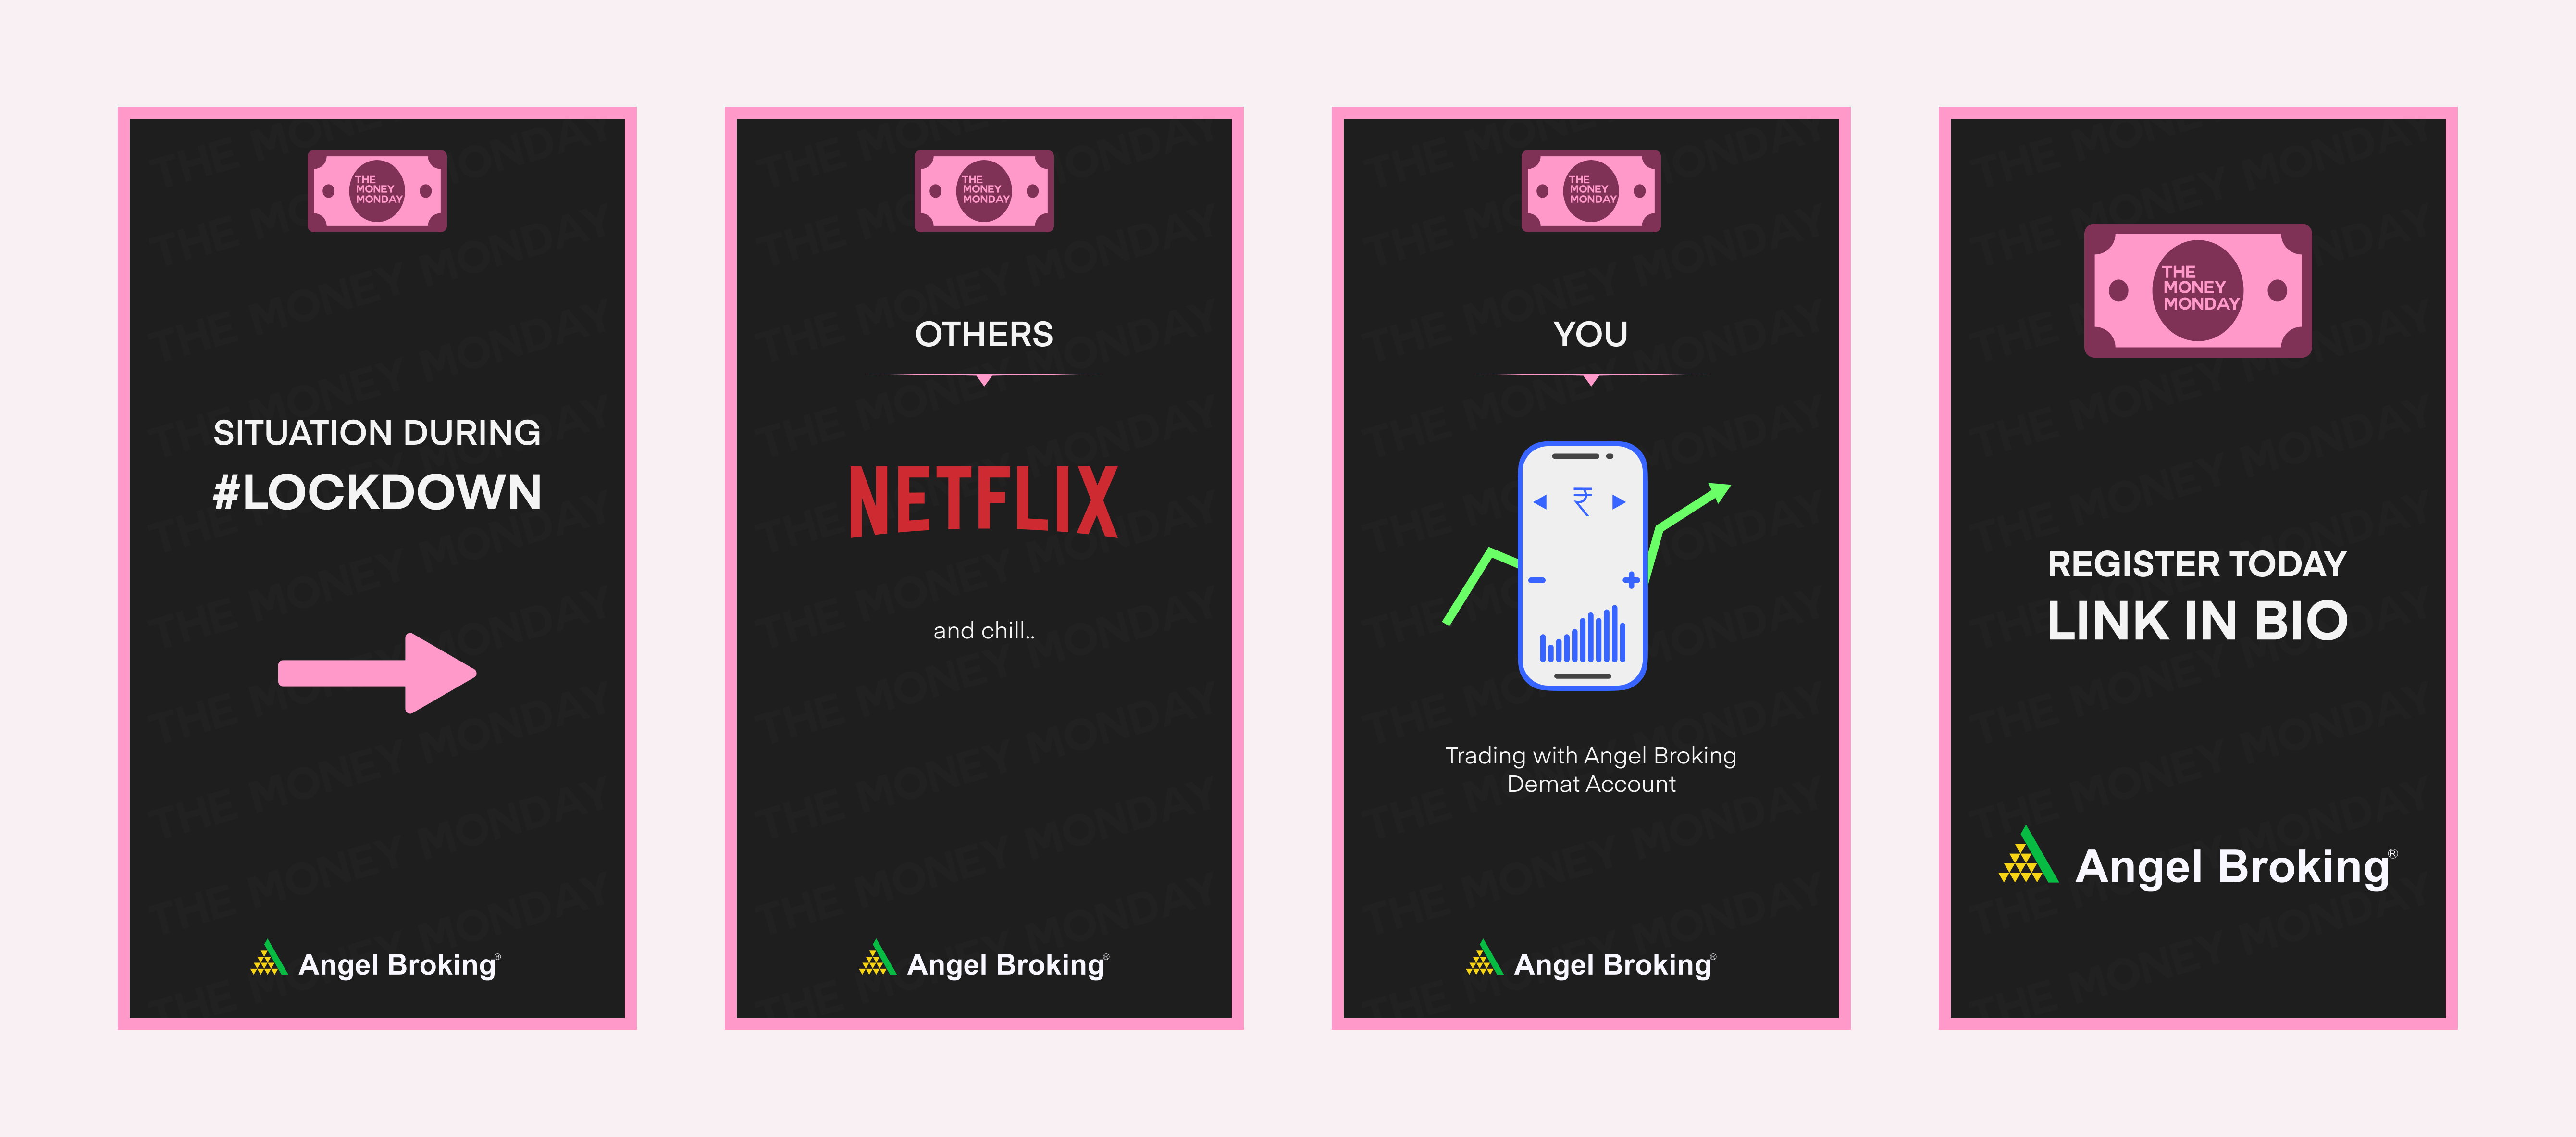 THE
MONEY
MONDAY
SITUATION DURING
#LOCKDOWN
Angel Broking®
THE
MONEY
MONDAY
OTHERS
NETFLIX
and chill..
Angel Broking®
THE
MONEY
MONDAY
YOU
₹
Trading with Angel Broking
Demat Account
Angel Broking®
THE
MONEY
MONDAY
REGISTER TODAY
LINK IN BIO
Angel Broking®